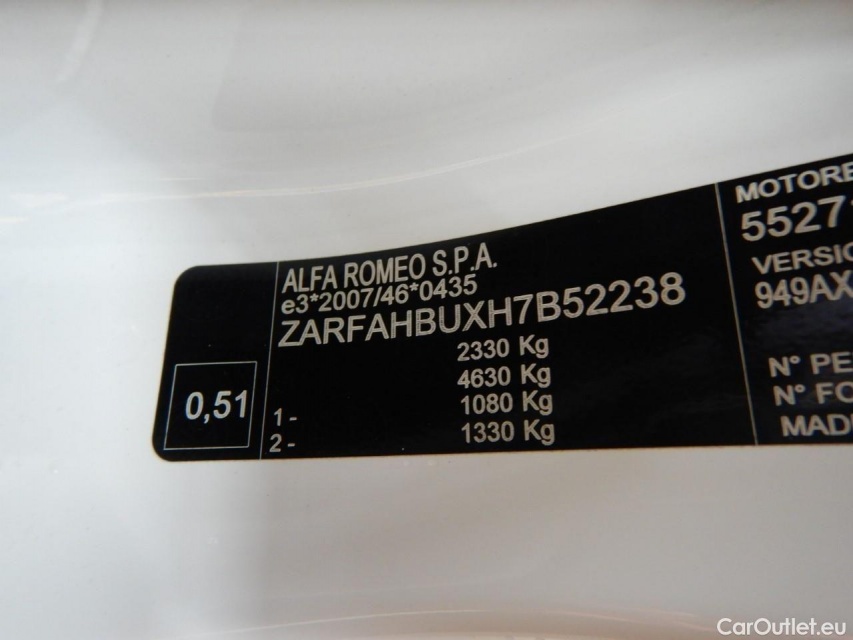 ALFA ROMEO S.P.A.
e3*2007/46*0435
ZARFAHBUXH7B52238
2330 Kg
4630 Kg
1- 1080 Kg
2- 1330 Kg
0,51
MOTORE
5527
VERSIO
949AX
N° PE
N° FO
MADE
CarOutlet.eu